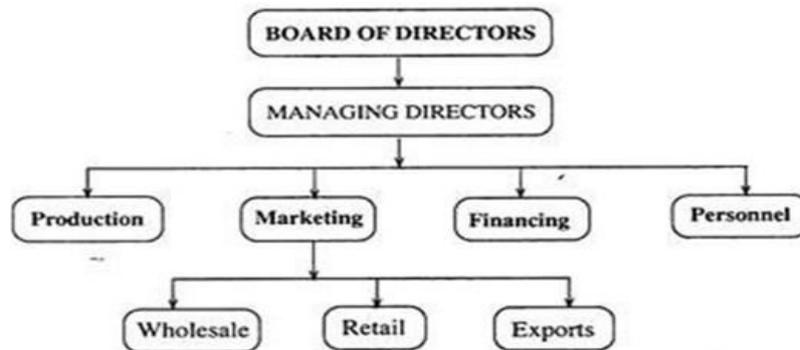 BOARD OF DIRECTORS
MANAGING DIRECTORS
Production
Marketing
Financing
Personnel
Wholesale
Retail
Exports